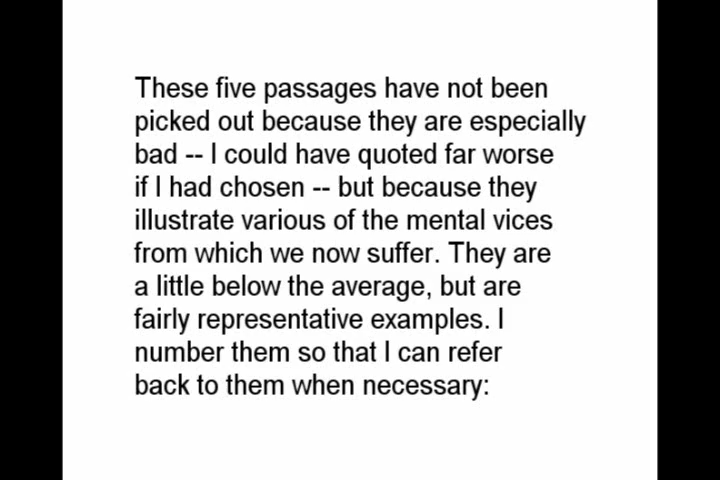 These five passages have not been
picked out because they are especially
bad -- I could have quoted far worse
if I had chosen -- but because they
illustrate various of the mental vices
from which we now suffer. They are
a little below the average, but are
fairly representative examples. I
number them so that I can refer
back to them when necessary: